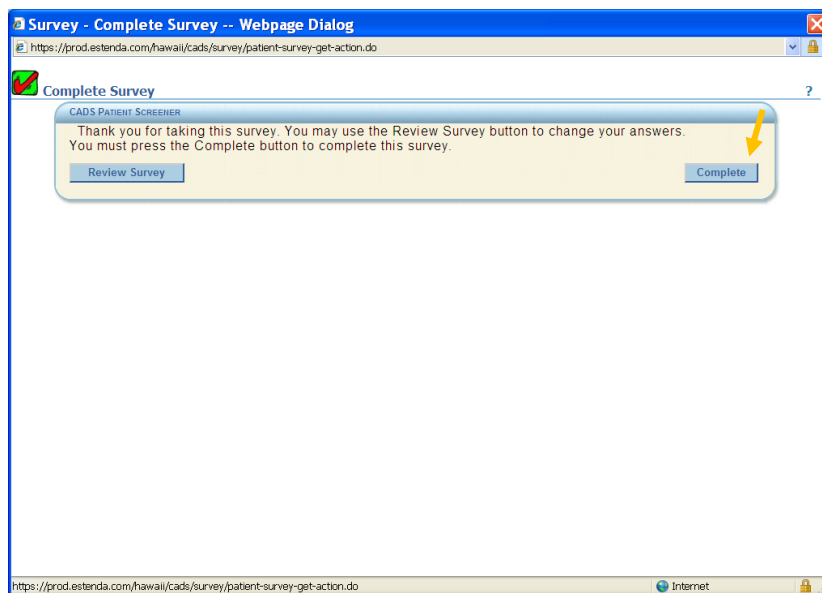 Survey - Complete Survey -- Webpage Dialog
https://prod.estenda.com/hawaii/cads/survey/patient-survey-get-action.do
Complete Survey ?
CADS PATIENT SCREENER
Thank you for taking this survey. You may use the Review Survey button to change your answers.
You must press the Complete button to complete this survey.
Review Survey Complete
https://prod.estenda.com/hawaii/cads/survey/patient-survey-get-action.do Internet